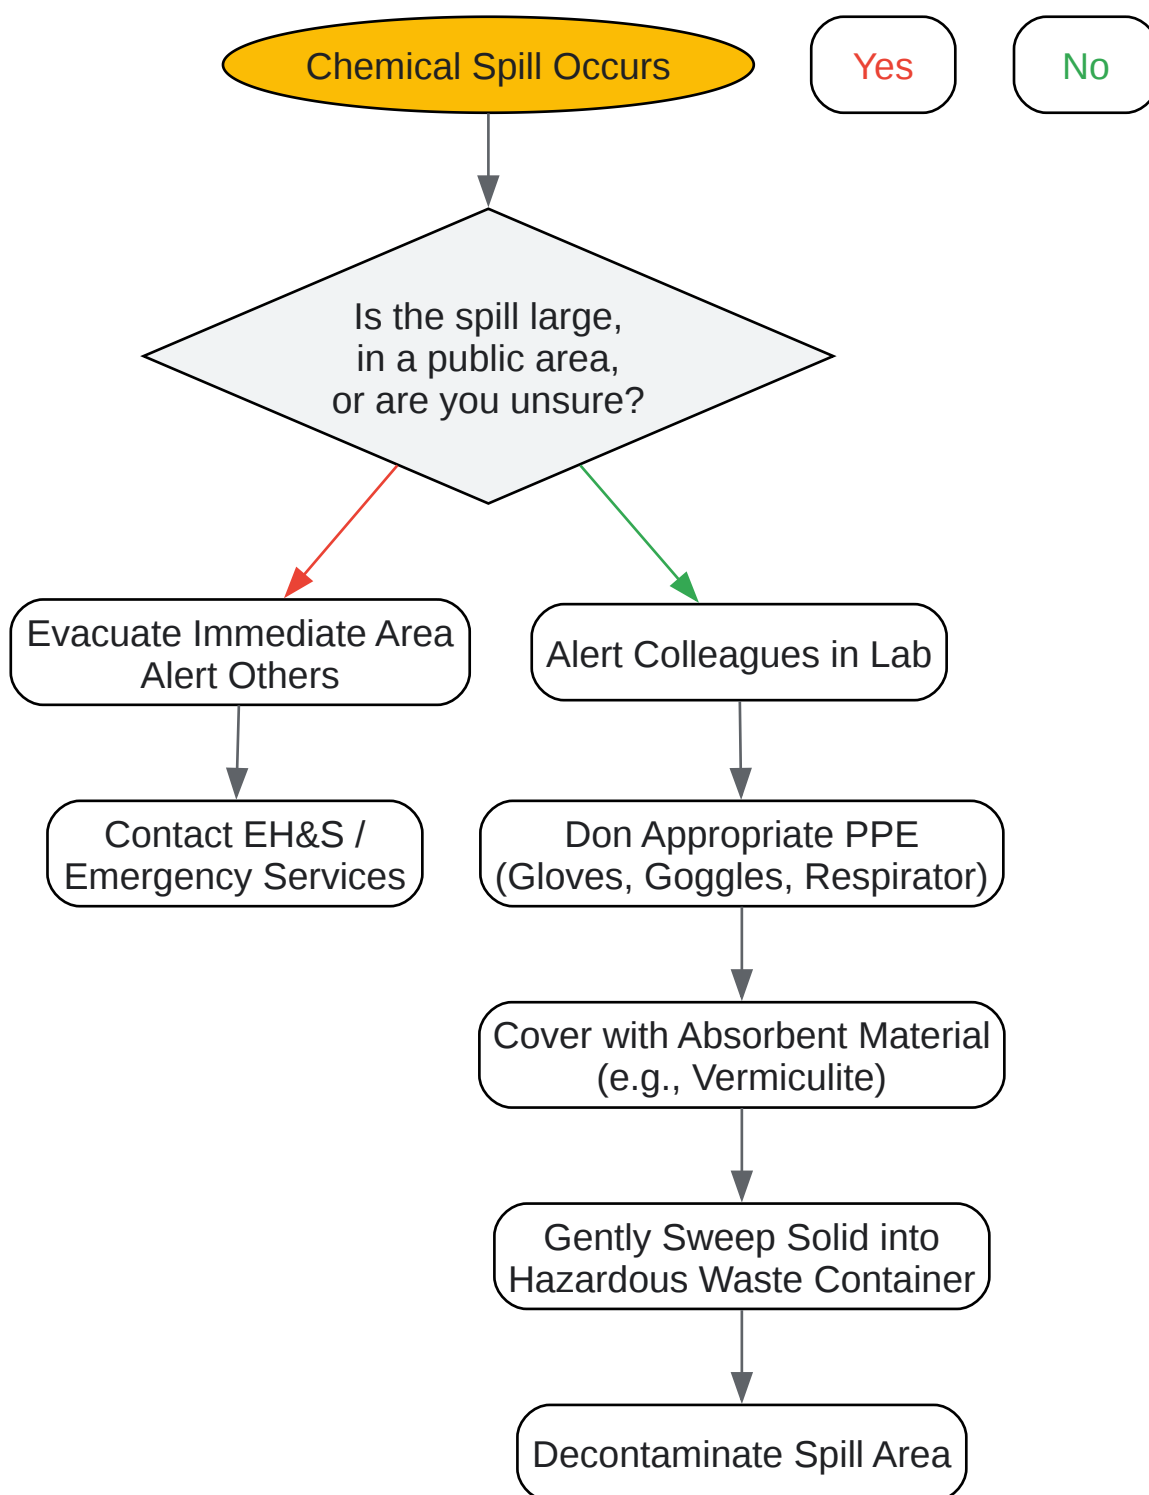 Chemical Spill Occurs
Yes
No
Is the spill large,
in a public area,
or are you unsure?
Evacuate Immediate Area
Alert Others
Alert Colleagues in Lab
Contact EH&S /
Emergency Services
Don Appropriate PPE
(Gloves, Goggles, Respirator)
Cover with Absorbent Material
(e.g., Vermiculite)
Gently Sweep Solid into
Hazardous Waste Container
Decontaminate Spill Area